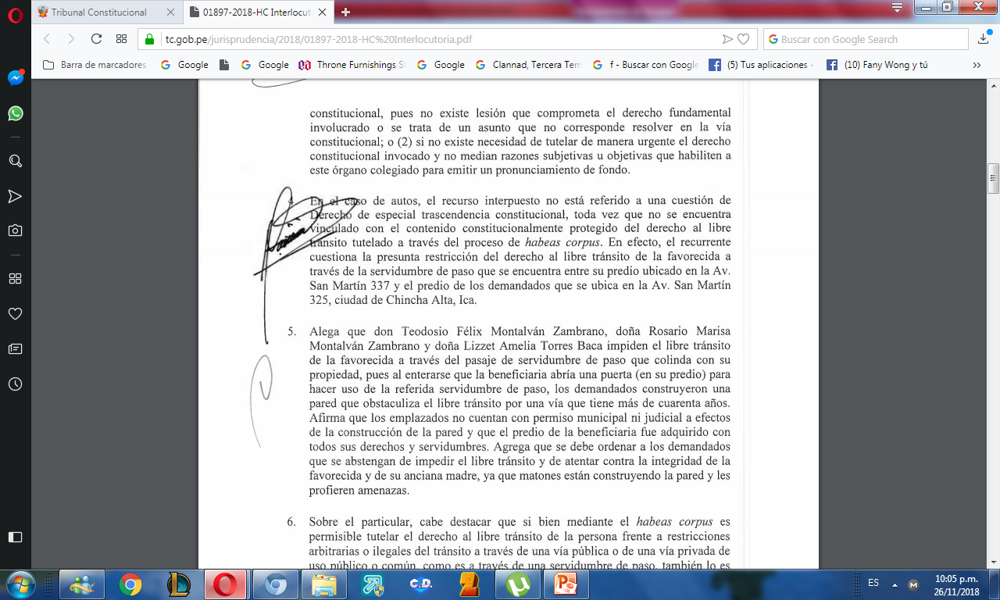 Tribunal Constitucional
01897-2018-HC Interlocut
tc.gob.pe/jurisprudencia/2018/01897-2018-HC%20Interlocutoria.pdf
Buscar con Google Search
Barra de marcadores
Google
Google
Throne Furnishings S
Google
Clannad, Tercera Tem
f - Buscar con Google
(5) Tus aplicaciones -
(10) Fany Wong y tú
constitucional, pues no existe lesión que comprometa el derecho fundamental
involucrado o se trata de un asunto que no corresponde resolver en la vía
constitucional; o (2) si no existe necesidad de tutelar de manera urgente el derecho
constitucional invocado y no median razones subjetivas u objetivas que habiliten a
este órgano colegiado para emitir un pronunciamiento de fondo.
4. En el caso de autos, el recurso interpuesto no está referido a una cuestión de
Derecho de especial trascendencia constitucional, toda vez que no se encuentra
vinculado con el contenido constitucionalmente protegido del derecho al libre
tránsito tutelado a través del proceso de habeas corpus. En efecto, el recurrente
cuestiona la presunta restricción del derecho al libre tránsito de la favorecida a
través de la servidumbre de paso que se encuentra entre su predio ubicado en la Av.
San Martín 337 y el predio de los demandados que se ubica en la Av. San Martín
325, ciudad de Chincha Alta, Ica.
5. Alega que don Teodosio Félix Montalván Zambrano, doña Rosario Marisa
Montalván Zambrano y doña Lizzet Amelia Torres Baca impiden el libre tránsito
de la favorecida a través del pasaje de servidumbre de paso que colinda con su
propiedad, pues al enterarse que la beneficiaria abría una puerta (en su predio) para
hacer uso de la referida servidumbre de paso, los demandados construyeron una
pared que obstaculiza el libre tránsito por una vía que tiene más de cuarenta años.
Afirma que los emplazados no cuentan con permiso municipal ni judicial a efectos
de la construcción de la pared y que el predio de la beneficiaria fue adquirido con
todos sus derechos y servidumbres. Agrega que se debe ordenar a los demandados
que se abstengan de impedir el libre tránsito y de atentar contra la integridad de la
favorecida y de su anciana madre, ya que matones están construyendo la pared y les
profieren amenazas.
6. Sobre el particular, cabe destacar que si bien mediante el habeas corpus es
permisible tutelar el derecho al libre tránsito de la persona frente a restricciones
arbitrarias o ilegales del tránsito a través de una vía pública o de una vía privada de
uso público o común, como es a través de una servidumbre de paso, también lo es
C.D.
ES
10:05 p.m.
26/11/2018